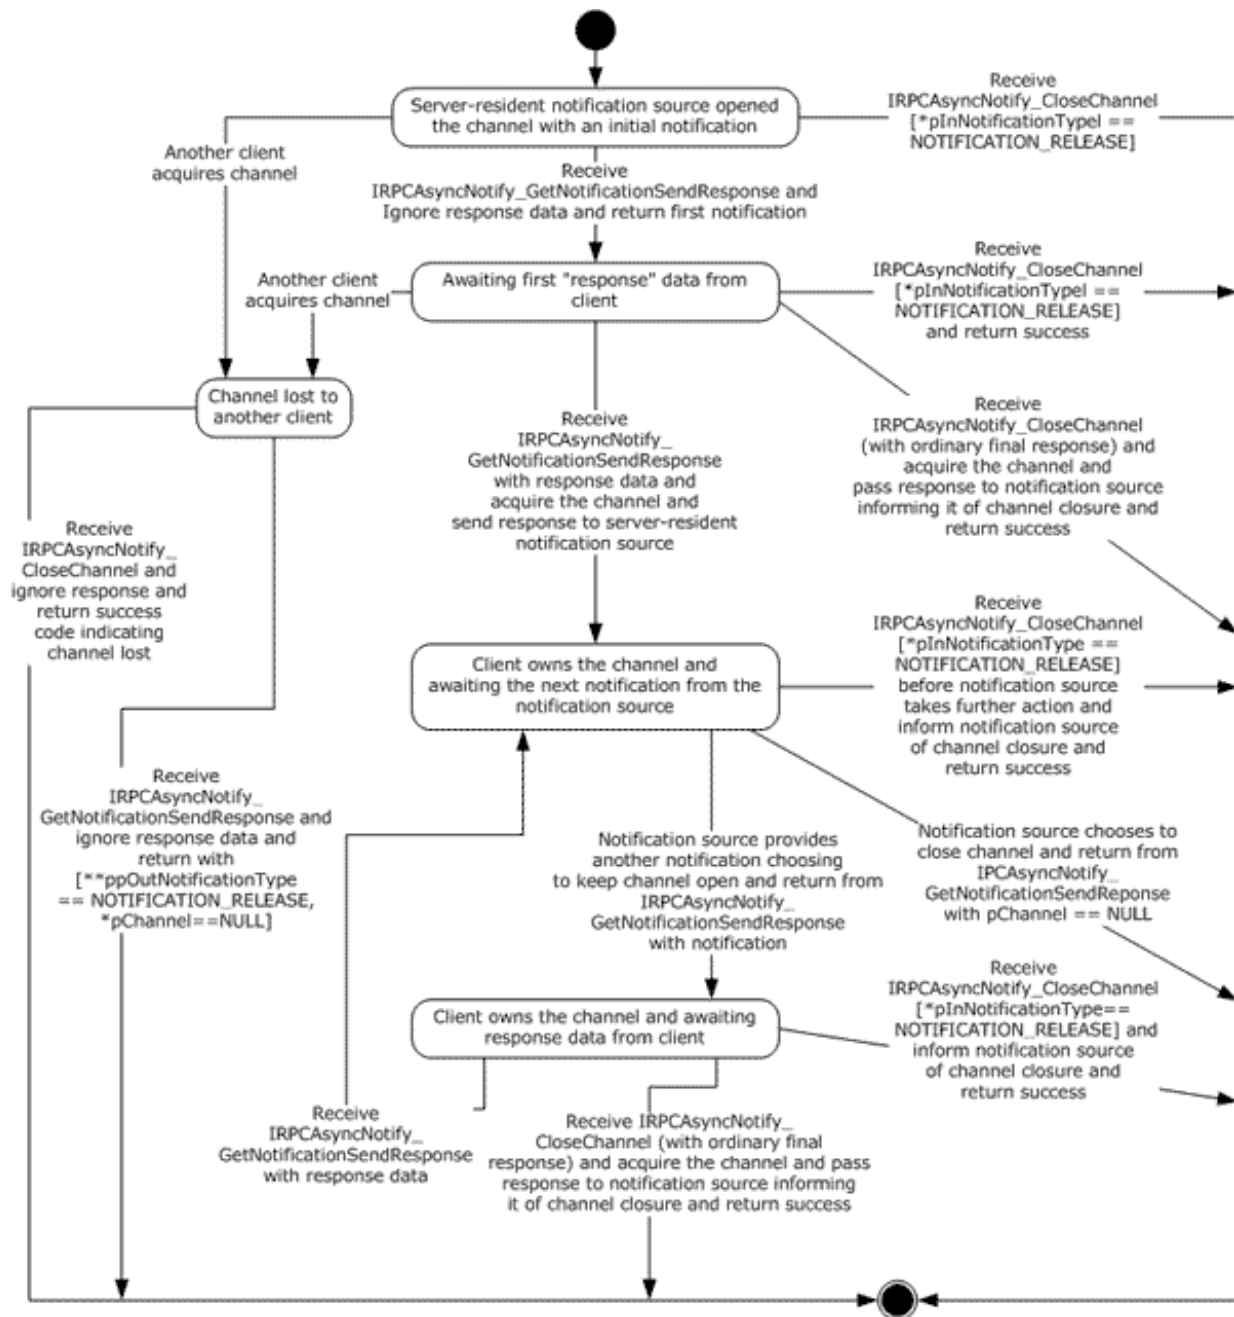 Server-resident notification source opened
the channel with an initial notification
Receive
IRPCAsyncNotify_CloseChannel
[*pInNotificationTypel ==
NOTIFICATION_RELEASE]
Another client
acquires channel
Receive
IRPCAsyncNotify_GetNotificationSendResponse and
Ignore response data and return first notification
Another client
acquires channel
Awaiting first "response" data from
client
Receive
IRPCAsyncNotify_CloseChannel
[*pInNotificationTypel ==
NOTIFICATION_RELEASE]
and return success
Channel lost to
another client
Receive
IRPCAsyncNotify_
GetNotificationSendResponse
with response data and
acquire the channel and
send response to server-resident
notification source
Receive
IRPCAsyncNotify_CloseChannel
(with ordinary final response) and
acquire the channel and
pass response to notification source
informing it of channel closure and
return success
Receive
IRPCAsyncNotify_
CloseChannel and
ignore response and
return success
code indicating
channel lost
Client owns the channel and
awaiting the next notification from the
notification source
Receive
IRPCAsyncNotify_CloseChannel
[*pInNotificationType ==
NOTIFICATION_RELEASE]
before notification source
takes further action and
inform notification source
of channel closure and
return success
Receive
IRPCAsyncNotify_
GetNotificationSendResponse and
ignore response data and
return with
[**ppOutNotificationType
== NOTIFICATION_RELEASE,
*pChannel==NULL]
Notification source provides
another notification choosing
to keep channel open and return from
IRPCAsyncNotify_
GetNotificationSendResponse
with notification
Notification source chooses to
close channel and return from
IPCAsyncNotify_
GetNotificationSendReponse
with pChannel == NULL
Client owns the channel and awaiting
response data from client
Receive
IRPCAsyncNotify_CloseChannel
[*pInNotificationType==
NOTIFICATION_RELEASE] and
inform notification source
of channel closure and
return success
Receive
IRPCAsyncNotify_
GetNotificationSendResponse
with response data
Receive IRPCAsyncNotify_
CloseChannel (with ordinary final
response) and acquire the channel and pass
response to notification source informing
it of channel closure and return success